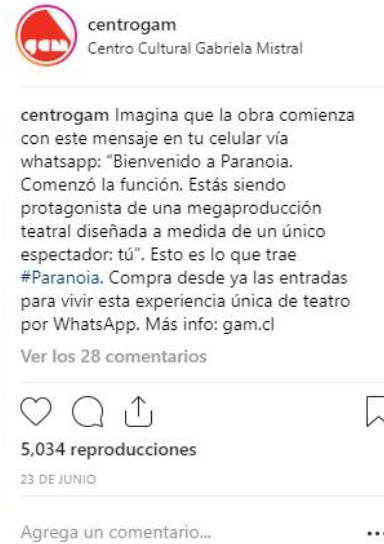 gam
centrogam
Centro Cultural Gabriela Mistral
centrogam Imagina que la obra comienza
con este mensaje en tu celular vía
whatsapp: “Bienvenido a Paranoia.
Comenzó la función. Estás siendo
protagonista de una megaproducción
teatral diseñada a medida de un único
espectador: tú”. Esto es lo que trae
#Paranoia. Compra desde ya las entradas
para vivir esta experiencia única de teatro
por WhatsApp. Más info: gam.cl
Ver los 28 comentarios
5,034 reproducciones
23 DE JUNIO
Agrega un comentario...